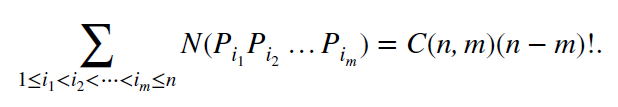 ∑ N(P_{i_1} P_{i_2} … P_{i_m}) = C(n, m)(n − m)!.
1≤i_1<i_2<⋯<i_m≤n